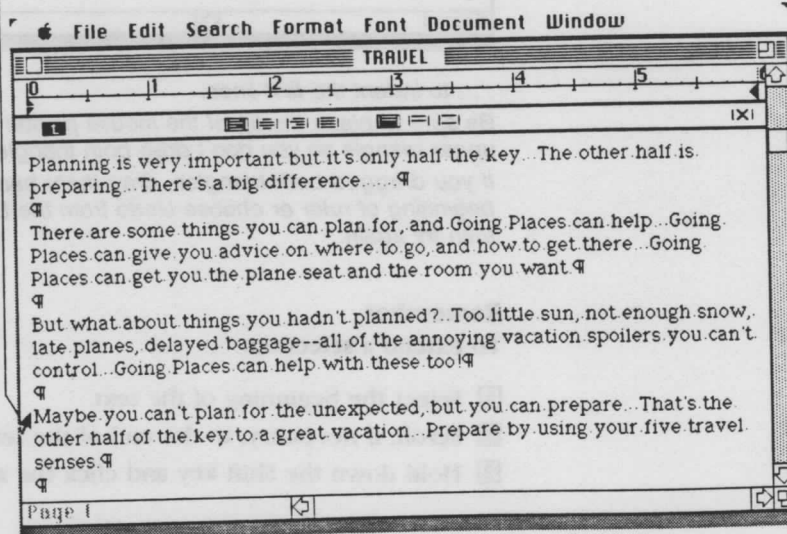 File Edit Search Format Font Document Window
TRAVEL
0 1 2 3 4 5
Planning is very important but it's only half the key...The other half is
preparing...There's a big difference. ¶
¶
There are some things you can plan for, and Going Places can help...Going
Places can give you advice on where to go, and how to get there...Going
Places can get you the plane seat and the room you want.¶
¶
But what about things you hadn't planned?..Too little sun, not enough snow,
late planes, delayed baggage--all of the annoying vacation spoilers you can't
control...Going Places can help with these too!¶
¶
Maybe you can't plan for the unexpected, but you can prepare...That's the
other half of the key to a great vacation...Prepare by using your five travel
senses.¶
¶
Page 1